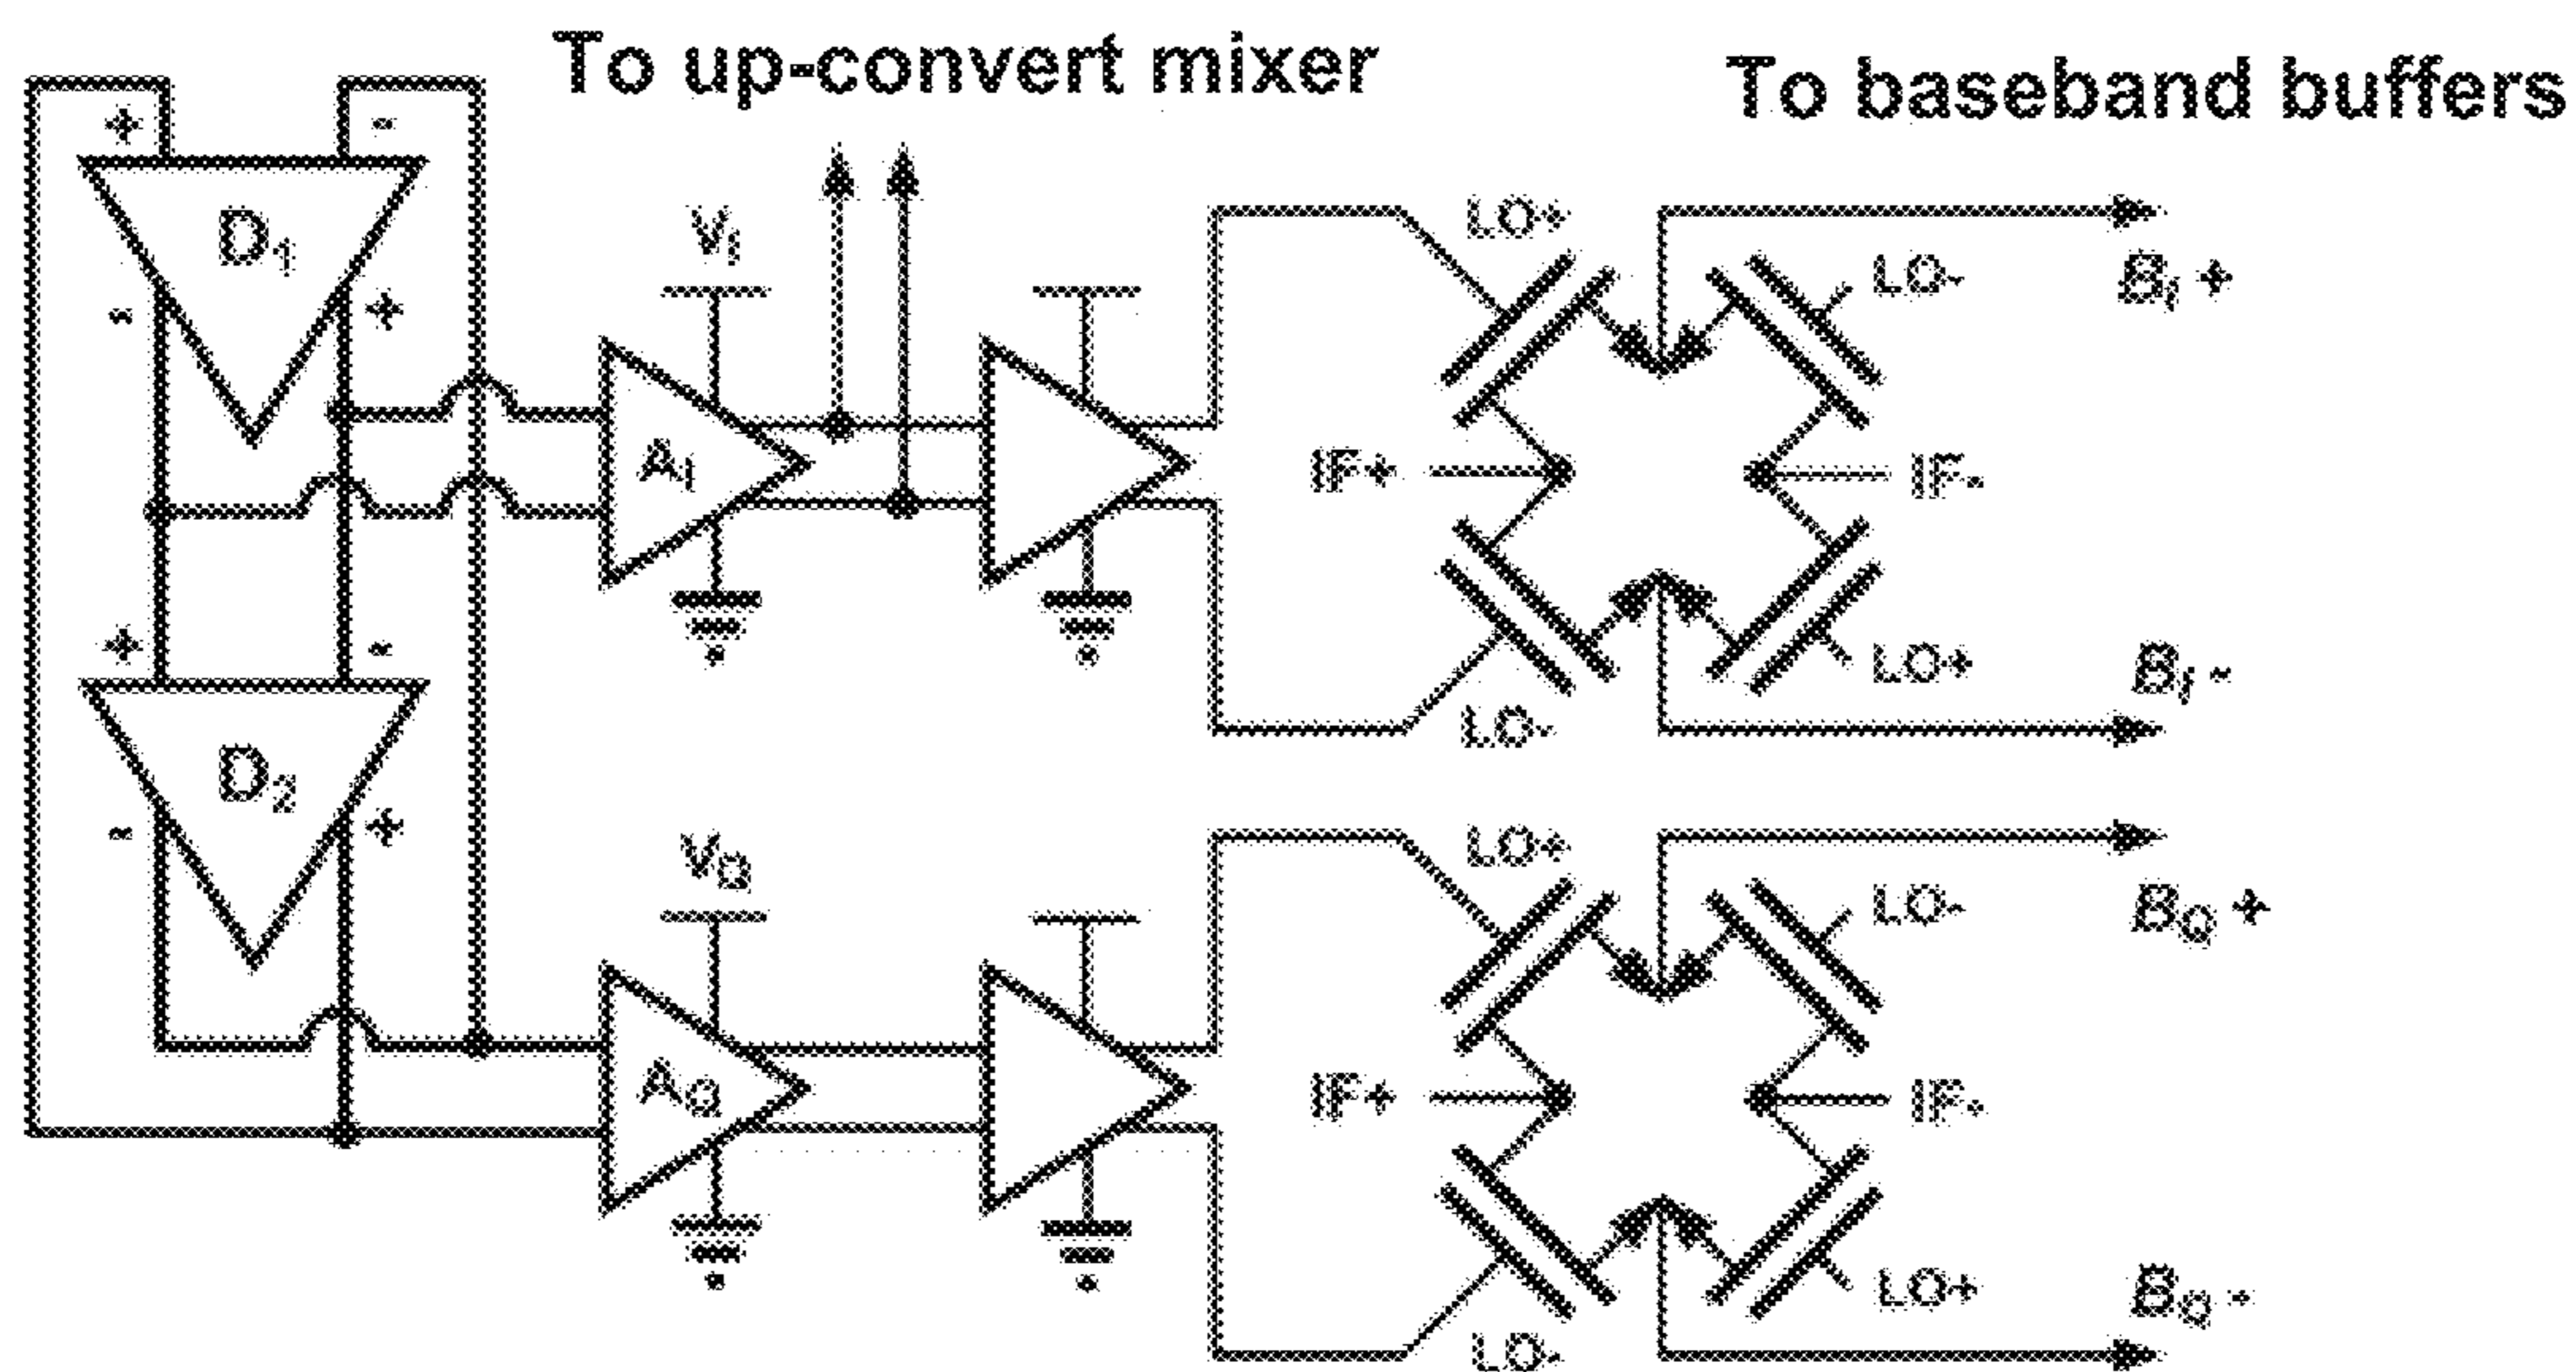 To up-convert mixer
To baseband buffers
+ -
D1
- +
VI
AI
LO+
LO-
BI +
IF+
IF-
LO-
LO+
BI -
+ -
D2
- +
VQ
AQ
LO+
LO-
BQ +
IF+
IF-
LO-
LO+
BQ -